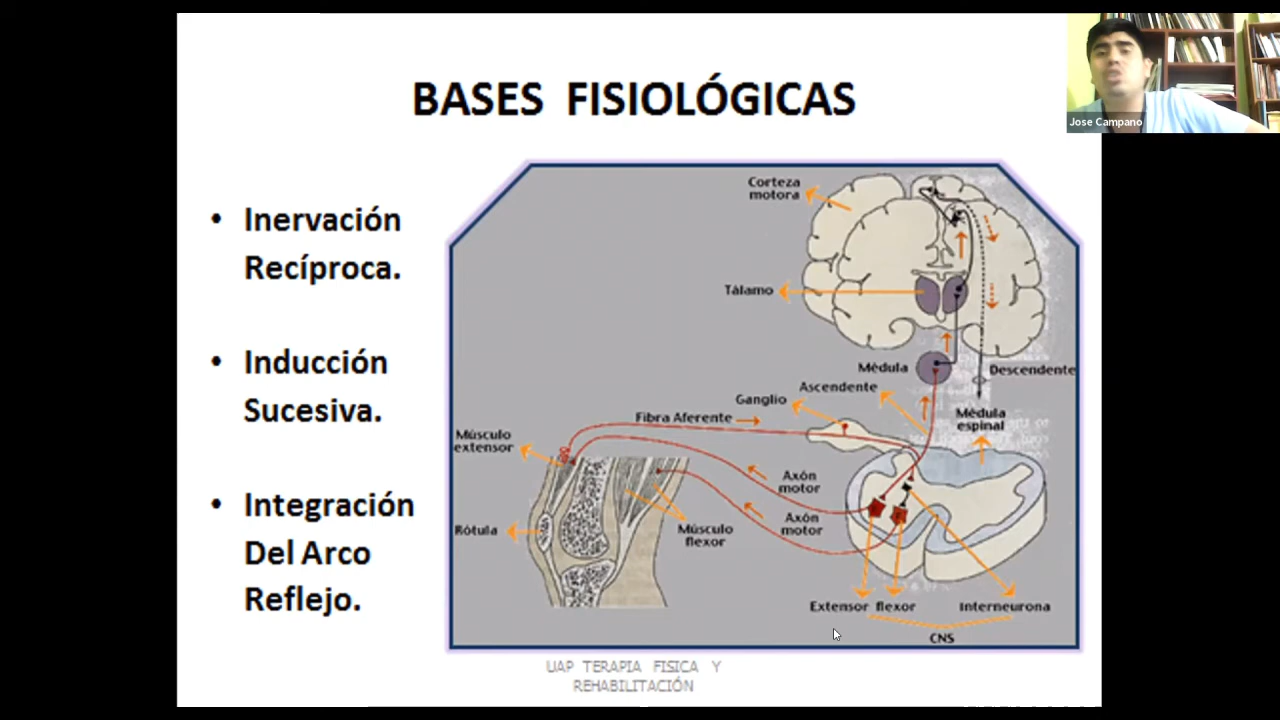 BASES FISIOLÓGICAS
Jose Campano
• Inervación
Recíproca.
• Inducción
Sucesiva.
• Integración
Del Arco
Reflejo.
Corteza
motora
Tálamo
Médula
Descendente
Ascendente
Ganglio
Médula
espinal
Fibra Aferente
Músculo
extensor
Axón
motor
Axón
motor
Rótula
Músculo
flexor
Extensor flexor
Interneurona
CNS
UAP TERAPIA FISICA Y
REHABILITACIÓN